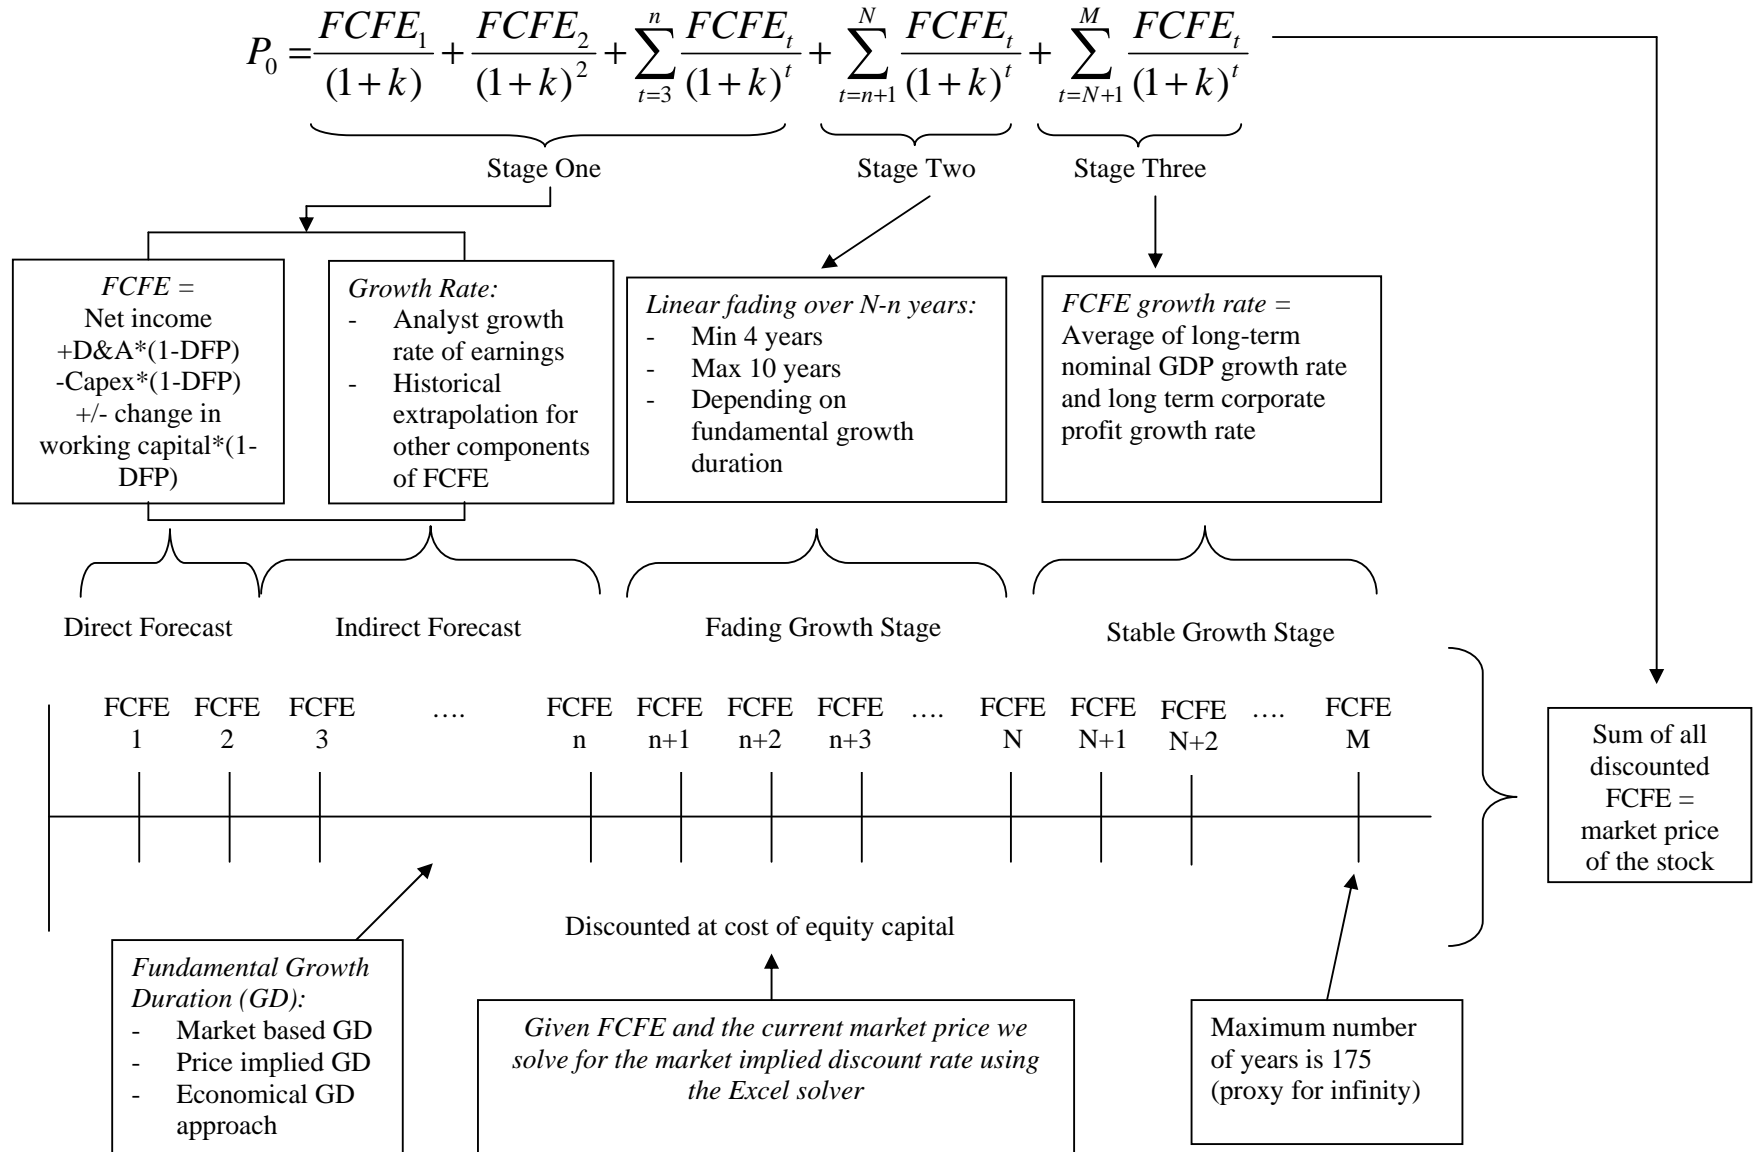 P_0 = \frac{FCFE_1}{(1+k)} + \frac{FCFE_2}{(1+k)^2} + \sum_{t=3}^{n} \frac{FCFE_t}{(1+k)^t} + \sum_{t=n+1}^{N} \frac{FCFE_t}{(1+k)^t} + \sum_{t=N+1}^{M} \frac{FCFE_t}{(1+k)^t}
Stage One
Stage Two
Stage Three
FCFE =
Net income
+D&A*(1-DFP)
-Capex*(1-DFP)
+/- change in
working capital*(1-
DFP)
Growth Rate:
- Analyst growth
rate of earnings
- Historical
extrapolation for
other components
of FCFE
Linear fading over N-n years:
- Min 4 years
- Max 10 years
- Depending on
fundamental growth
duration
FCFE growth rate =
Average of long-term
nominal GDP growth rate
and long term corporate
profit growth rate
Direct Forecast
Indirect Forecast
Fading Growth Stage
Stable Growth Stage
FCFE FCFE FCFE .... FCFE FCFE FCFE FCFE .... FCFE FCFE FCFE .... FCFE
1 2 3 n n+1 n+2 n+3 N N+1 N+2 M
Sum of all
discounted
FCFE =
market price
of the stock
Discounted at cost of equity capital
Fundamental Growth
Duration (GD):
- Market based GD
- Price implied GD
- Economical GD
approach
Given FCFE and the current market price we
solve for the market implied discount rate using
the Excel solver
Maximum number
of years is 175
(proxy for infinity)